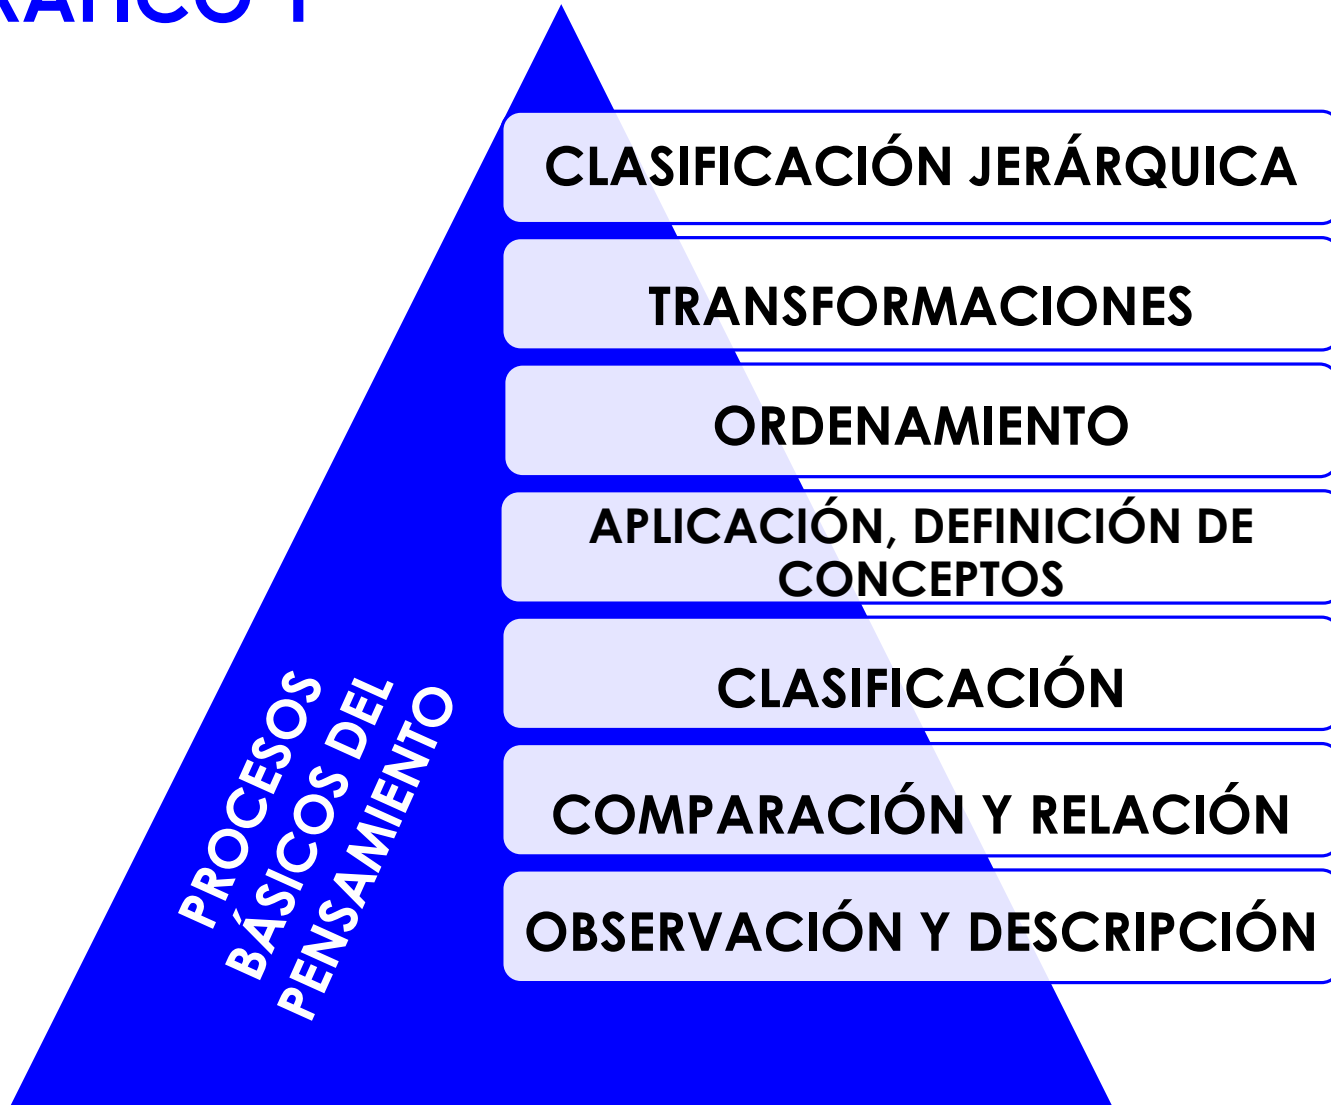 CLASIFICACIÓN JERÁRQUICA
TRANSFORMACIONES
ORDENAMIENTO
APLICACIÓN, DEFINICIÓN DE
CONCEPTOS
CLASIFICACIÓN
COMPARACIÓN Y RELACIÓN
OBSERVACIÓN Y DESCRIPCIÓN
PROCESOS
BÁSICOS DEL
PENSAMIENTO